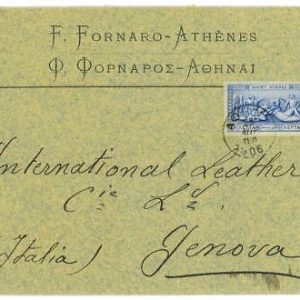 F. FORNARO-ATHÈNES
Φ. ΦΟΡΝΑΡΟΣ-ΑΘΗΝΑΙ
International Leather
Cie Ld.
(Italia) Genova